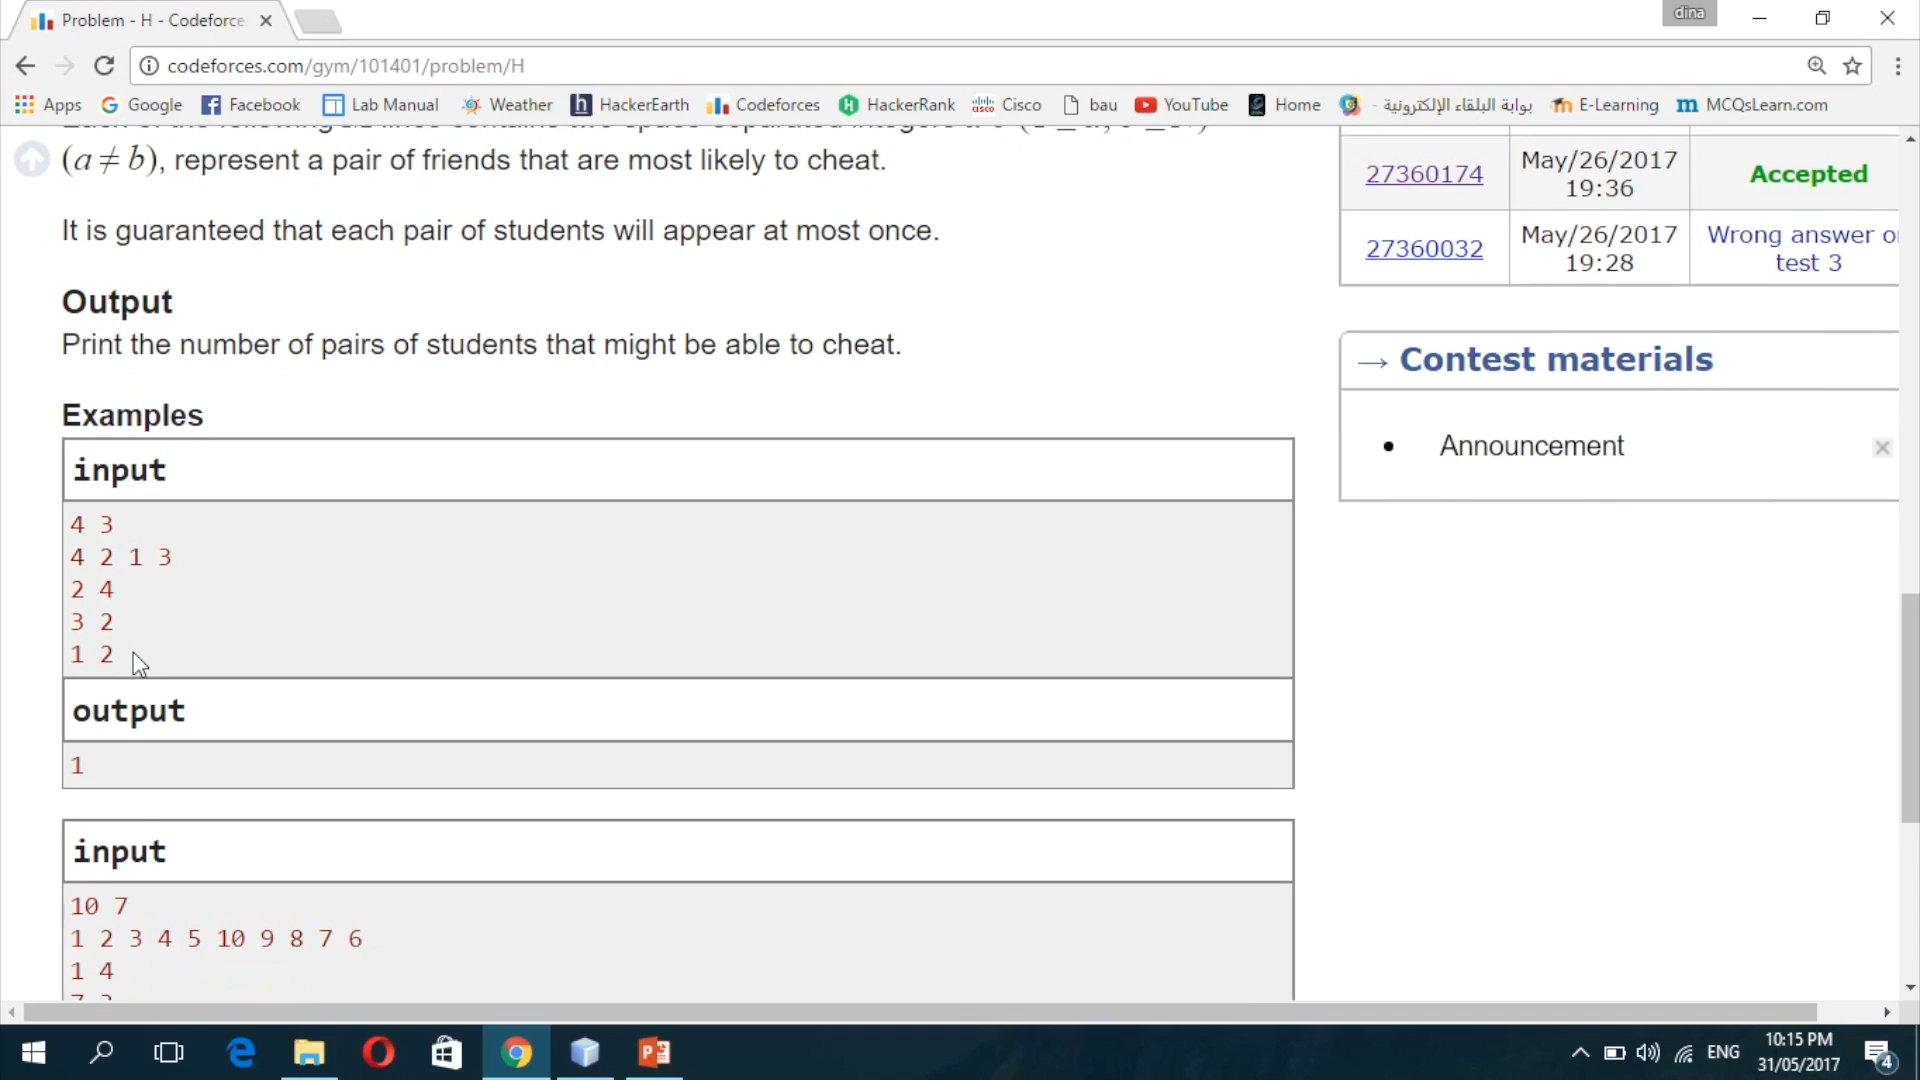 Problem - H - Codeforce
dina
codeforces.com/gym/101401/problem/H
Apps Google Facebook Lab Manual Weather HackerEarth Codeforces HackerRank Cisco bau YouTube Home بوابة البلقاء الإلكترونية - E-Learning MCQsLearn.com
(a ≠ b), represent a pair of friends that are most likely to cheat.
It is guaranteed that each pair of students will appear at most once.
Output
Print the number of pairs of students that might be able to cheat.
Examples
input
4 3
4 2 1 3
2 4
3 2
1 2
output
1
input
10 7
1 2 3 4 5 10 9 8 7 6
1 4
27360174 May/26/2017 19:36 Accepted
27360032 May/26/2017 19:28 Wrong answer o
test 3
→ Contest materials
• Announcement
ENG
10:15 PM
31/05/2017
4